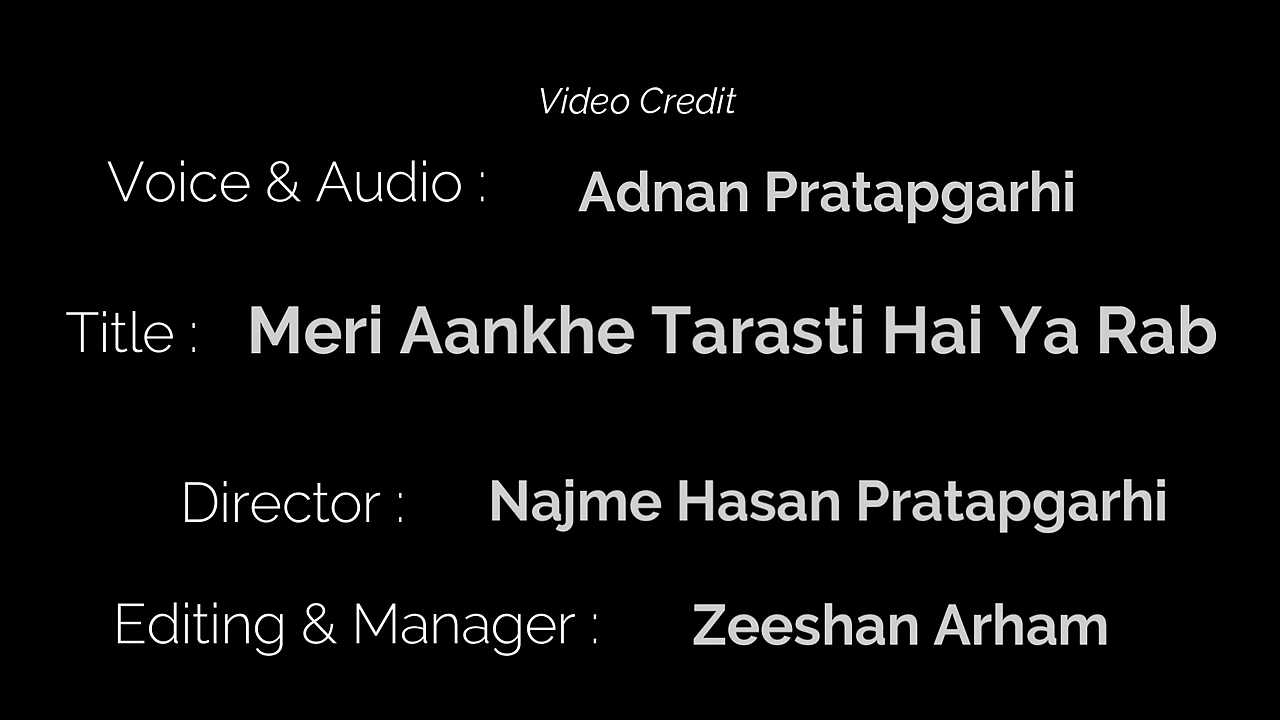 Video Credit
Voice & Audio : Adnan Pratapgarhi
Title : Meri Aankhe Tarasti Hai Ya Rab
Director : Najme Hasan Pratapgarhi
Editing & Manager : Zeeshan Arham